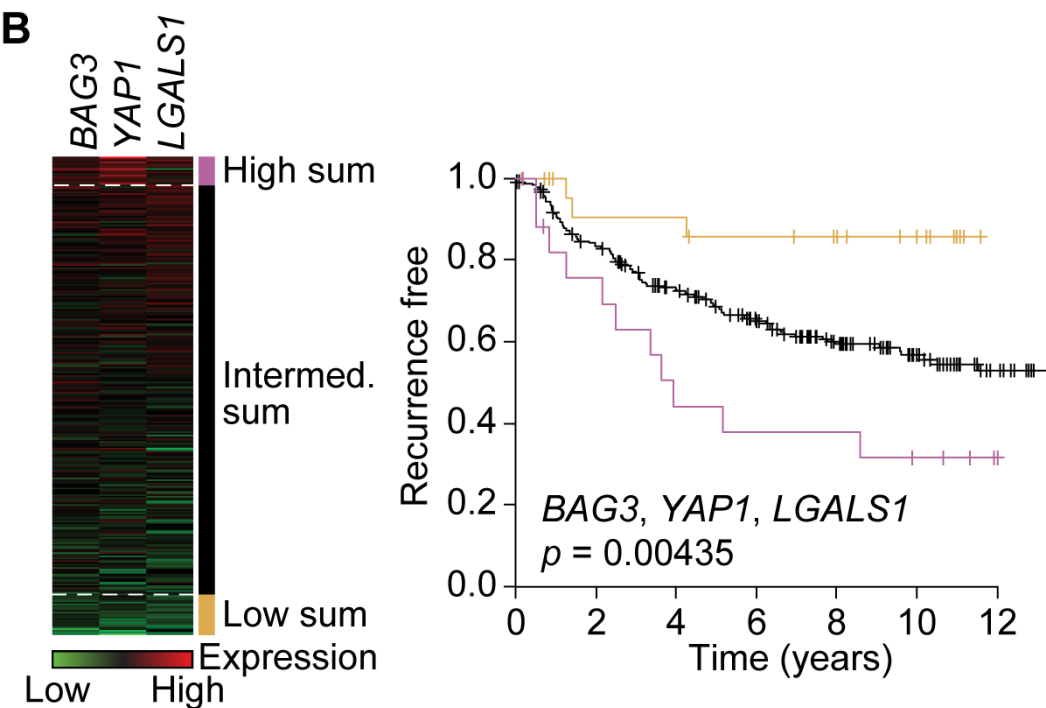 B
BAG3
YAP1
LGALS1
High sum
Intermed.
sum
Low sum
Expression
Low
High
Recurrence free
1.0
0.8
0.6
0.4
0.2
0.0
BAG3, YAP1, LGALS1
p = 0.00435
0 2 4 6 8 10 12
Time (years)